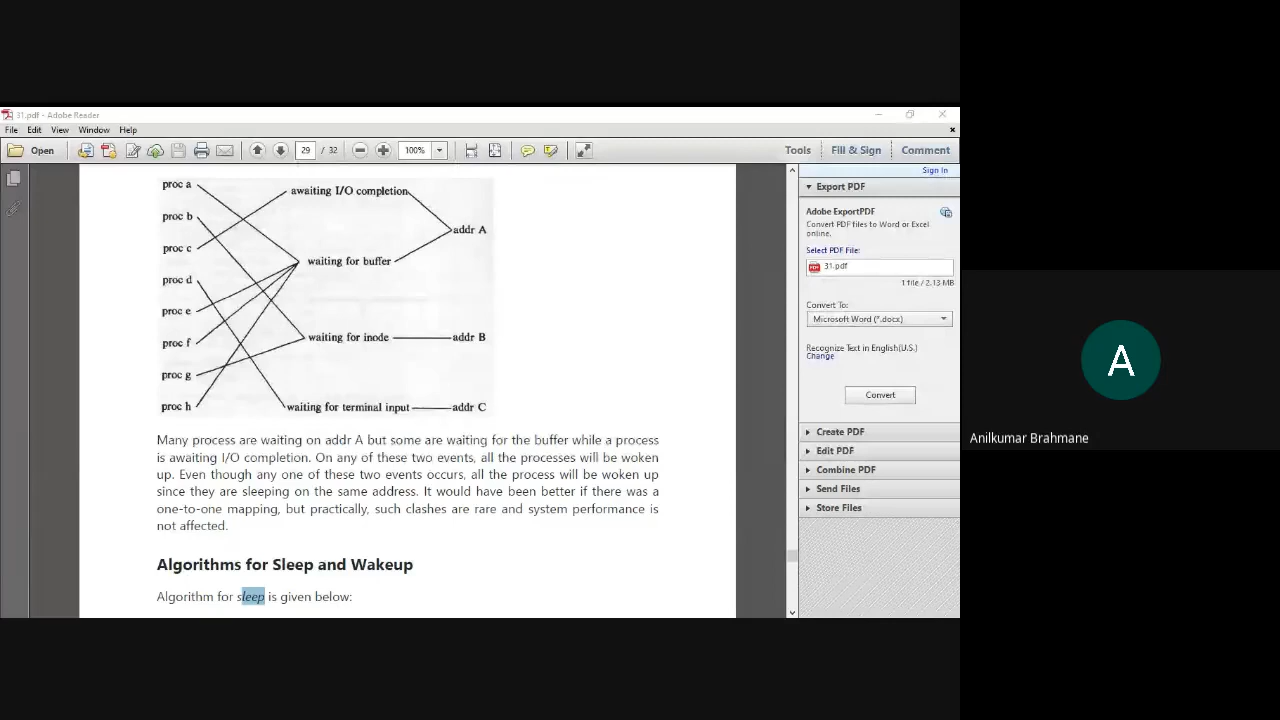 31.pdf - Adobe Reader
File Edit View Window Help
Open 29 / 32 100% Tools Fill & Sign Comment
Sign In
Export PDF
Adobe ExportPDF
Convert PDF files to Word or Excel
online.
Select PDF File:
31.pdf
1 file / 2.13 MB
Convert To:
Microsoft Word (*.docx)
Recognize Text in English(U.S.)
Change
Convert
Create PDF
Edit PDF
Combine PDF
Send Files
Store Files
proc a
awaiting I/O completion
proc b
addr A
proc c
waiting for buffer
proc d
proc e
waiting for inode addr B
proc f
proc g
proc h
waiting for terminal input addr C
Many process are waiting on addr A but some are waiting for the buffer while a process
is awaiting I/O completion. On any of these two events, all the processes will be woken
up. Even though any one of these two events occurs, all the process will be woken up
since they are sleeping on the same address. It would have been better if there was a
one-to-one mapping, but practically, such clashes are rare and system performance is
not affected.
Algorithms for Sleep and Wakeup
Algorithm for sleep is given below:
A
Anilkumar Brahmane